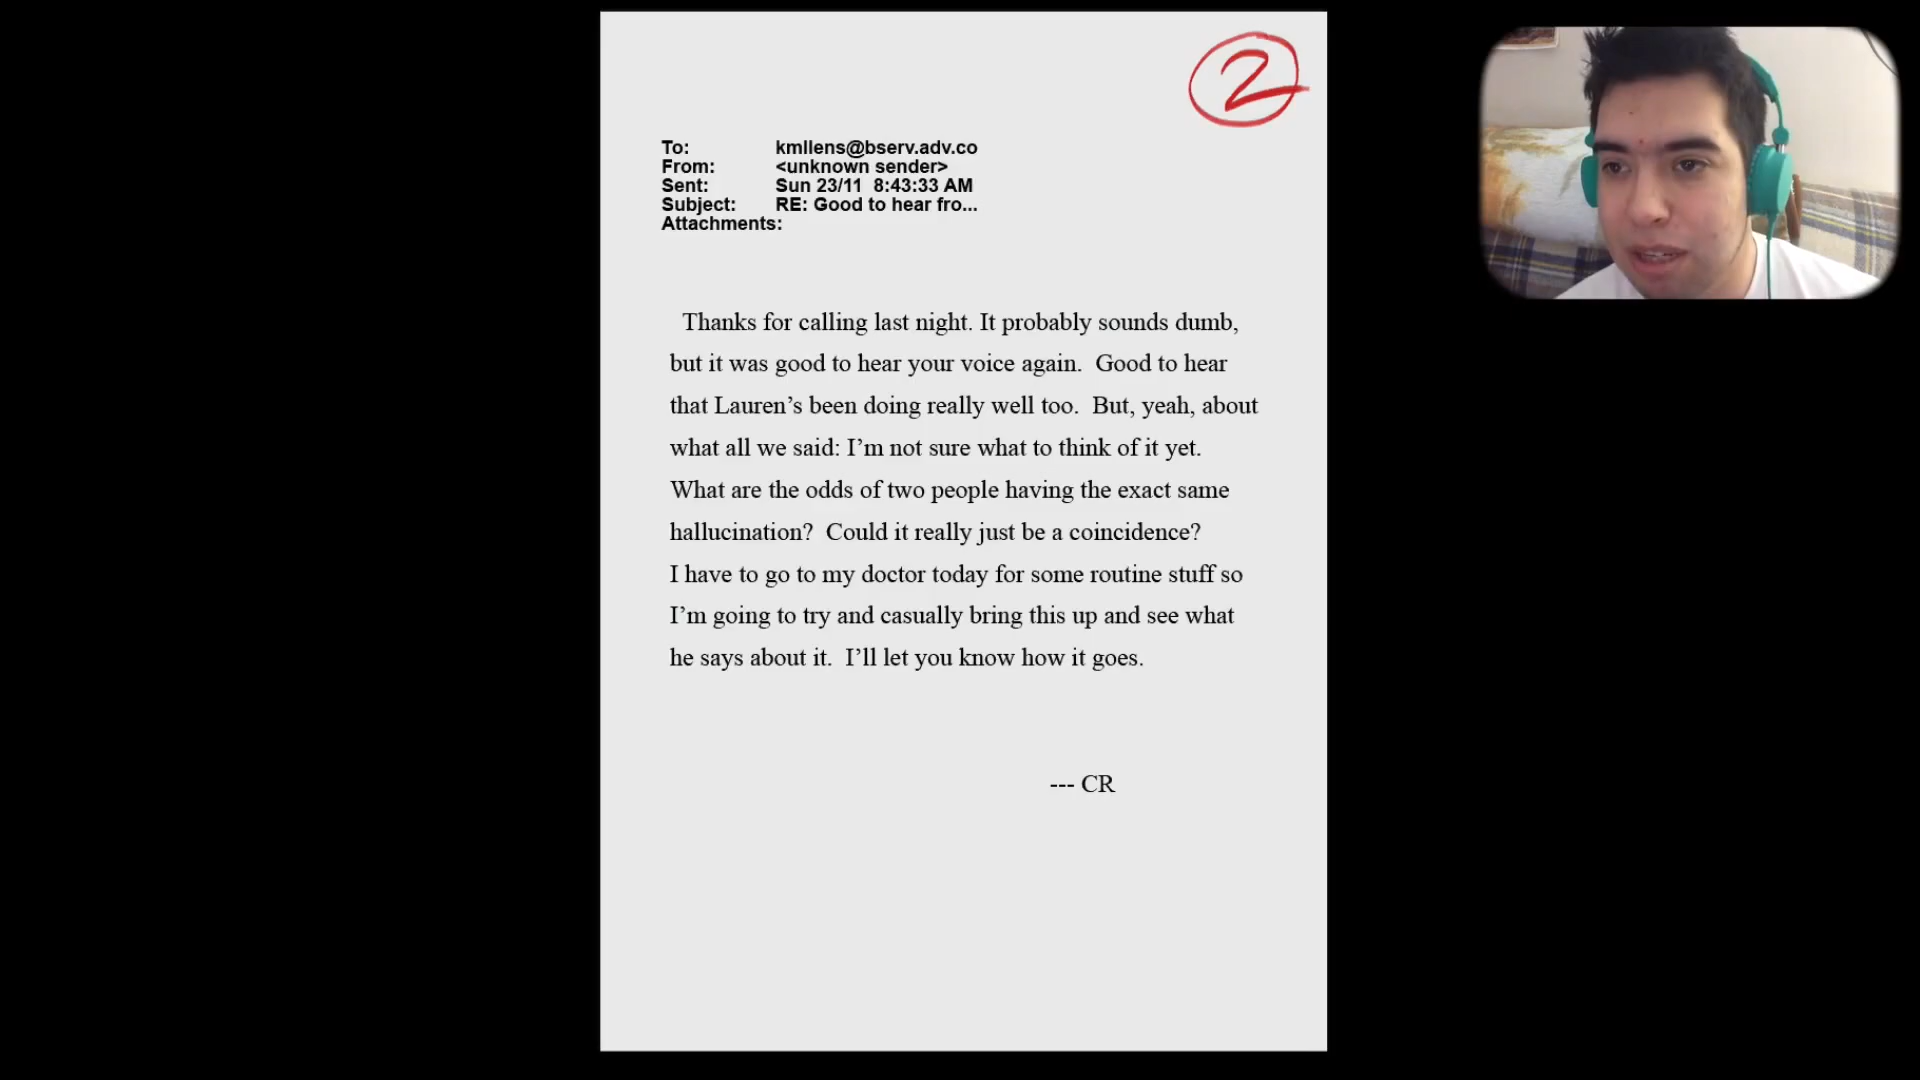 2
To: kmllens@bserv.adv.co
From: <unknown sender>
Sent: Sun 23/11 8:43:33 AM
Subject: RE: Good to hear fro...
Attachments:
Thanks for calling last night. It probably sounds dumb,
but it was good to hear your voice again. Good to hear
that Lauren’s been doing really well too. But, yeah, about
what all we said: I’m not sure what to think of it yet.
What are the odds of two people having the exact same
hallucination? Could it really just be a coincidence?
I have to go to my doctor today for some routine stuff so
I’m going to try and casually bring this up and see what
he says about it. I’ll let you know how it goes.
--- CR